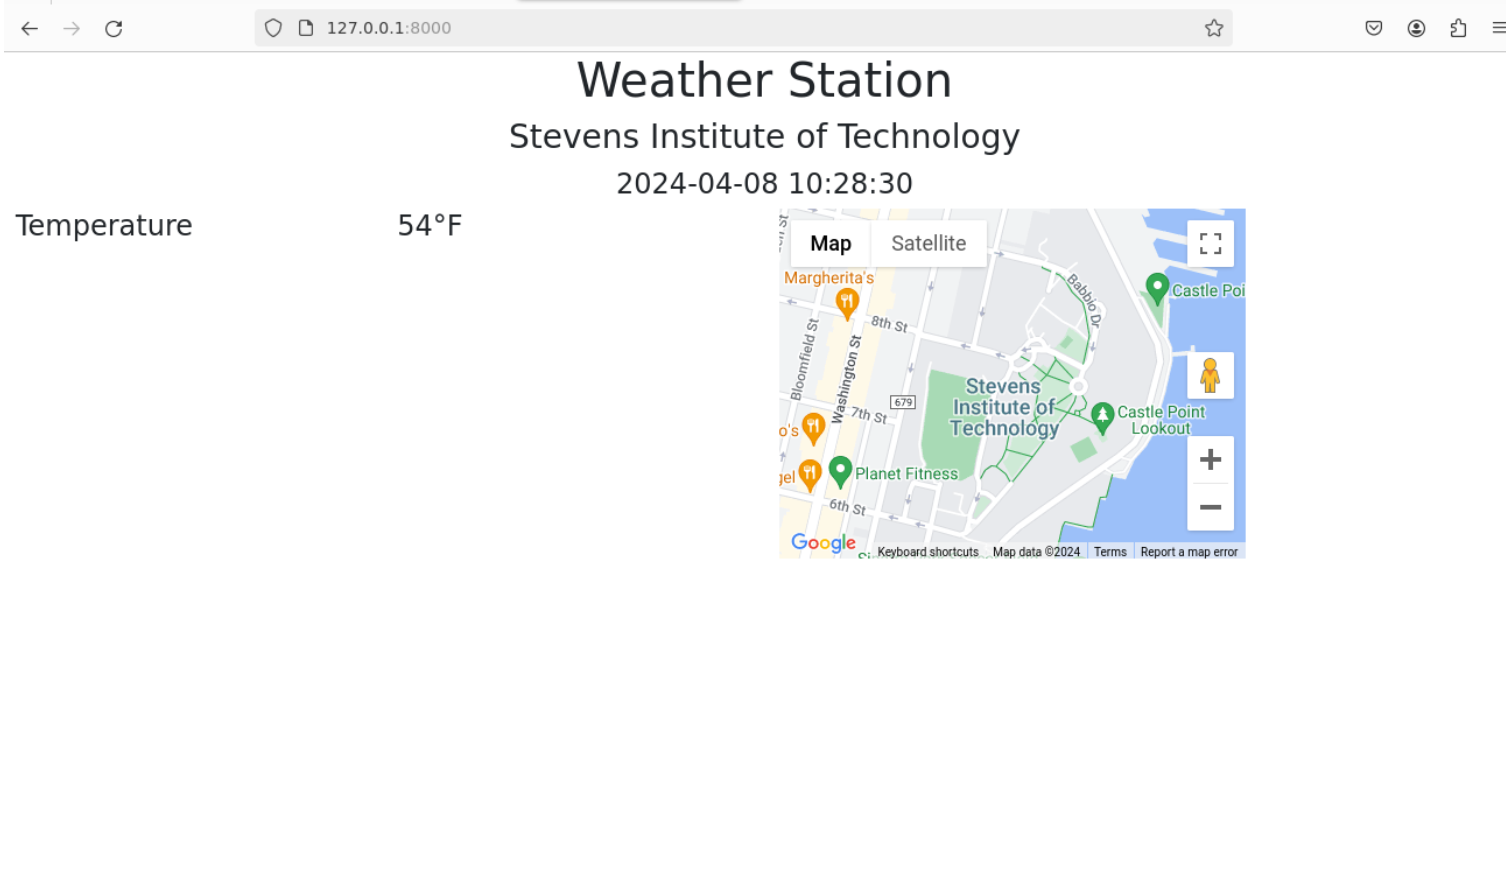 127.0.0.1:8000
Weather Station
Stevens Institute of Technology
2024-04-08 10:28:30
Temperature
54°F
Map
Satellite
Margherita's
Castle Poi
Babbio Dr
8th St
Bloomfield St
Washington St
7th St
679
Stevens
Institute of
Technology
Castle Point
Lookout
o's
gel
Planet Fitness
6th St
Google
Keyboard shortcuts
Map data ©2024
Terms
Report a map error